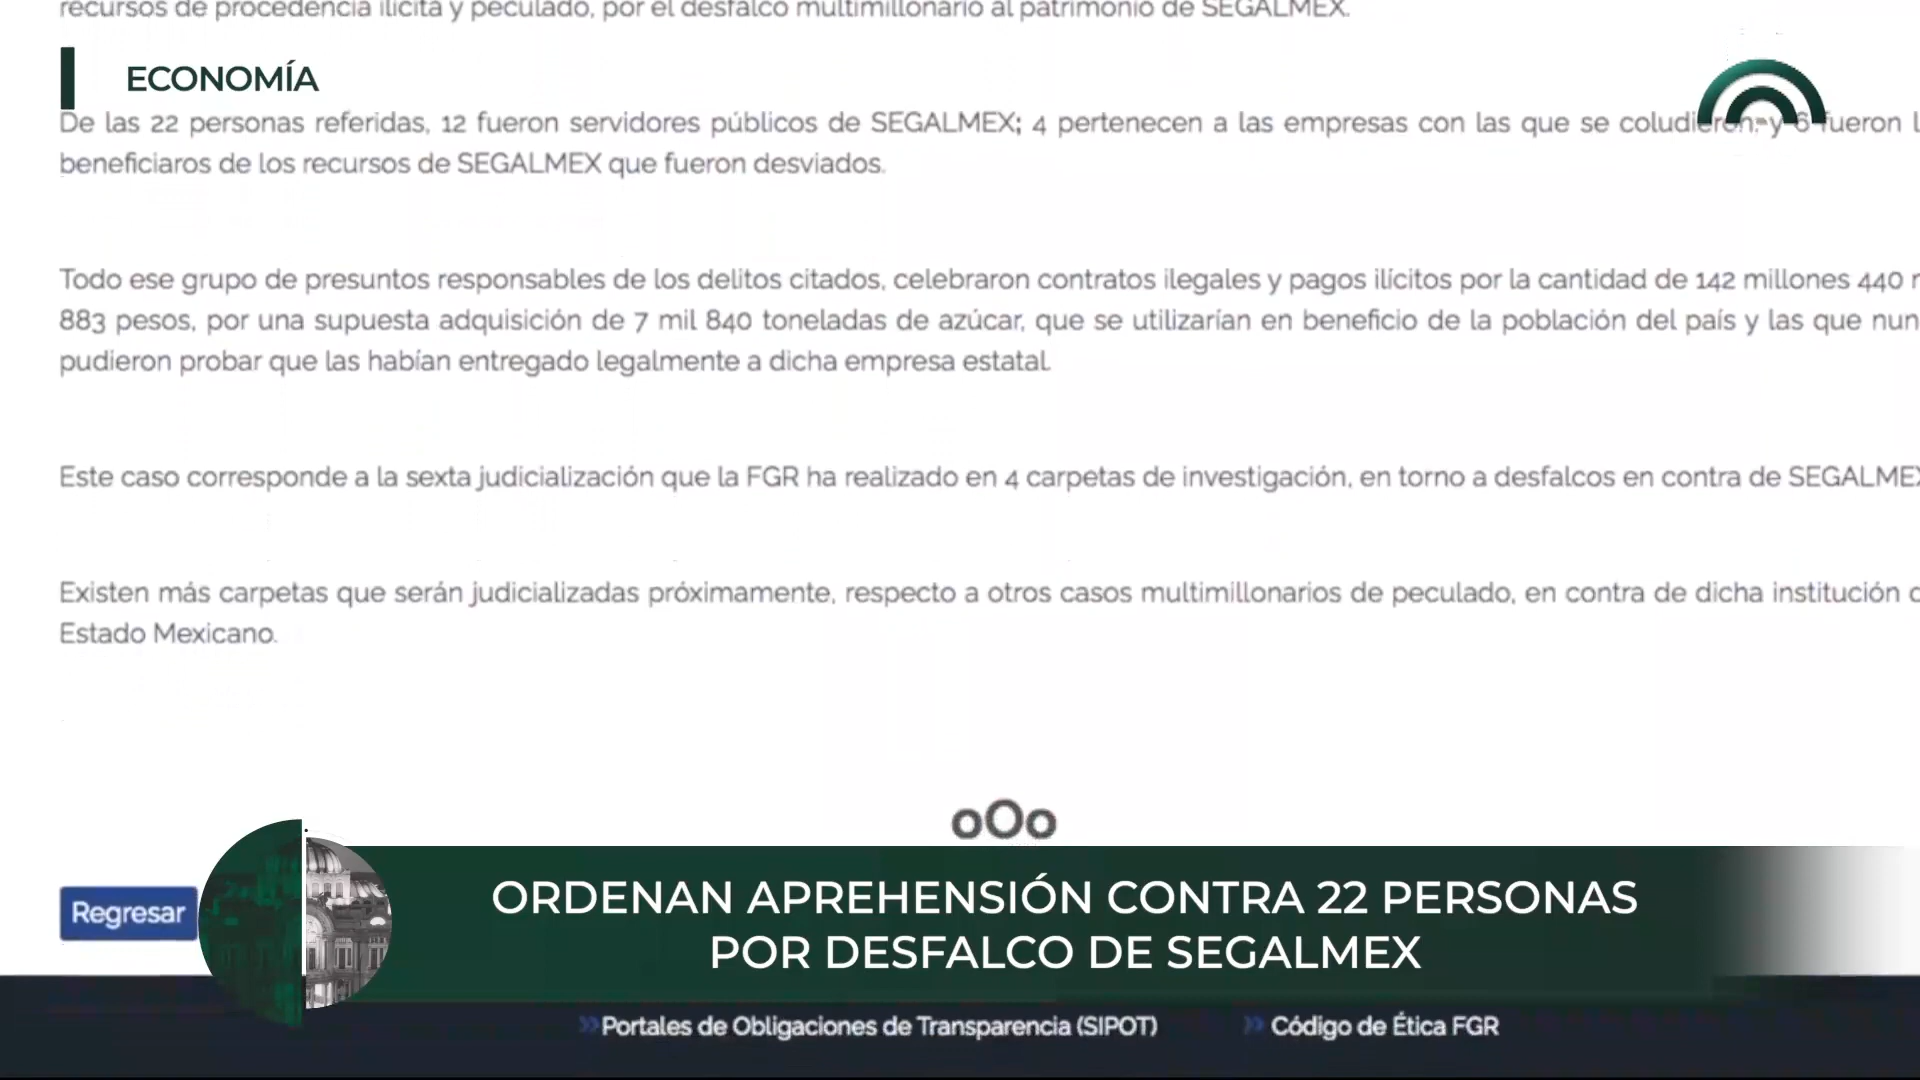 recursos de procedencia ilícita y peculado, por el desfalco multimillonario al patrimonio de SEGALMEX.
ECONOMÍA
De las 22 personas referidas, 12 fueron servidores públicos de SEGALMEX; 4 pertenecen a las empresas con las que se coludieron; y 6 fueron l
beneficiaros de los recursos de SEGALMEX que fueron desviados.
Todo ese grupo de presuntos responsables de los delitos citados, celebraron contratos ilegales y pagos ilícitos por la cantidad de 142 millones 440 m
883 pesos, por una supuesta adquisición de 7 mil 840 toneladas de azúcar, que se utilizarían en beneficio de la población del país y las que nun
pudieron probar que las habían entregado legalmente a dicha empresa estatal.
Este caso corresponde a la sexta judicialización que la FGR ha realizado en 4 carpetas de investigación, en torno a desfalcos en contra de SEGALMEX
Existen más carpetas que serán judicializadas próximamente, respecto a otros casos multimillonarios de peculado, en contra de dicha institución d
Estado Mexicano.
oOo
Regresar
ORDENAN APREHENSIÓN CONTRA 22 PERSONAS
POR DESFALCO DE SEGALMEX
Portales de Obligaciones de Transparencia (SIPOT)
Código de Ética FGR